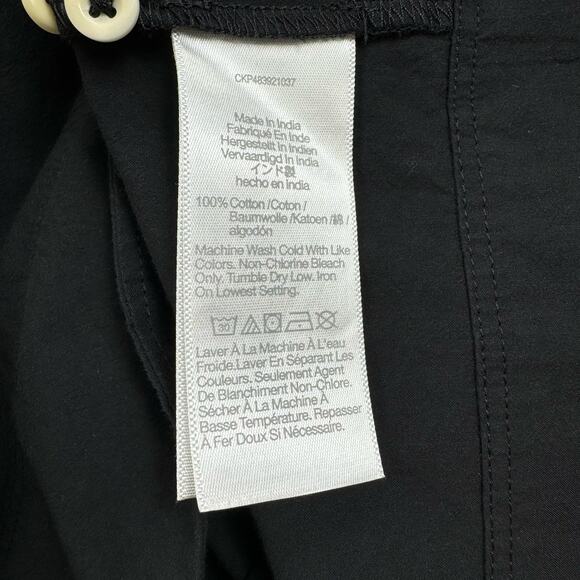 CKP483921037
Made In India
Fabriqué En Inde
Hergestellt In Indien
Vervaardigd In India
インド製
hecho en India
100% Cotton /Coton /
Baumwolle /Katoen /綿 /
algodón
Machine Wash Cold With Like
Colors. Non-Chlorine Bleach
Only. Tumble Dry Low. Iron
On Lowest Setting.
30
Laver À La Machine À L'eau
Froide.Laver En Séparant Les
Couleurs. Seulement Agent
De Blanchiment Non-Chlore.
Sécher À La Machine À
Basse Température. Repasser
À Fer Doux Si Nécessaire.